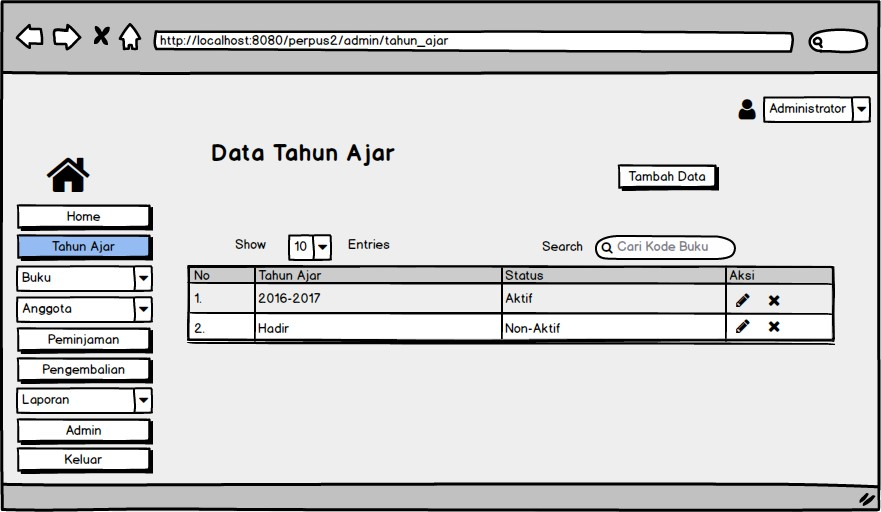 http://localhost:8080/perpus2/admin/tahun_ajar
Administrator
Data Tahun Ajar
Tambah Data
Home
Tahun Ajar
Buku
Anggota
Peminjaman
Pengembalian
Laporan
Admin
Keluar
Show 10 Entries Search Cari Kode Buku
No Tahun Ajar Status Aksi
1. 2016-2017 Aktif
2. Hadir Non-Aktif